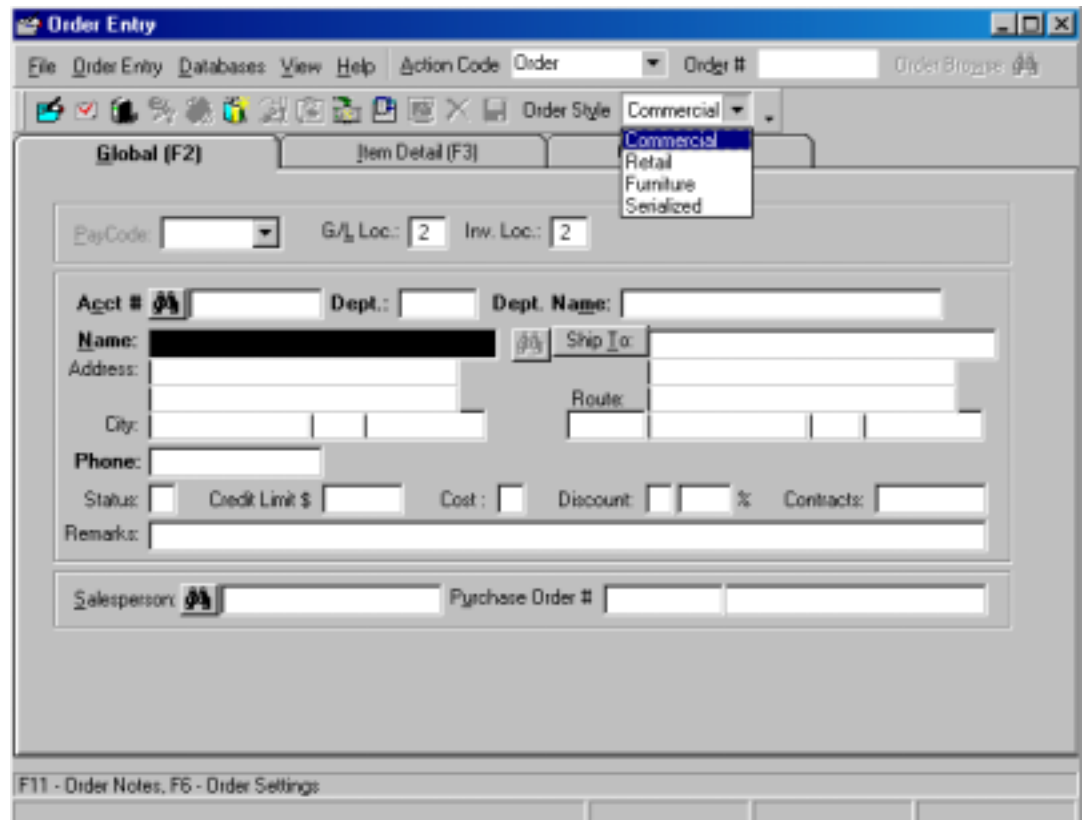 Order Entry
File Order Entry Databases View Help Action Code Order Order # Order Browse:
Order Style Commercial
Commercial
Retail
Furniture
Serialized
Global (F2) Item Detail (F3)
PayCode: G/L Loc.: 2 Inv. Loc.: 2
Acct # Dept.: Dept. Name:
Name: Ship To:
Address:
Route:
City:
Phone:
Status: Credit Limit $ Cost : Discount: % Contracts:
Remarks:
Salesperson: Purchase Order #
F11 - Order Notes, F6 - Order Settings